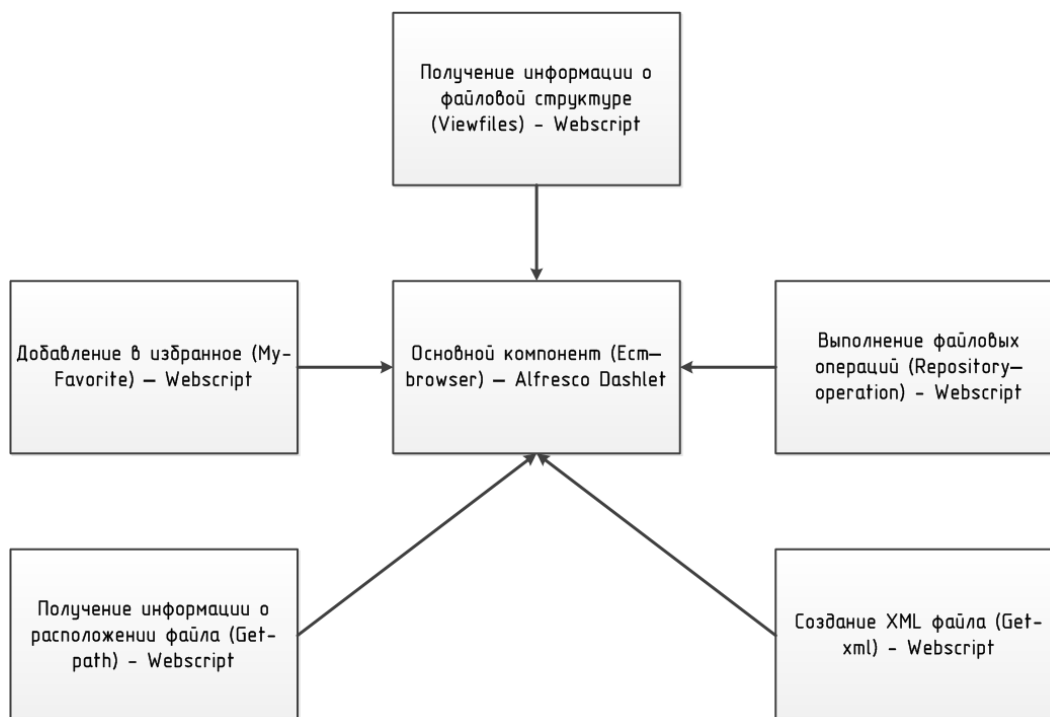 Получение информации о
файловой структуре
(Viewfiles) - Webscript
Добавление в избранное (My-
Favorite) — Webscript
Основной компонент (Ecm—
browser) — Alfresco Dashlet
Выполнение файловых
операций (Repository—
operation) - Webscript
Получение информации о
расположении файла (Get-
path) - Webscript
Создание XML файла (Get-
xml) - Webscript